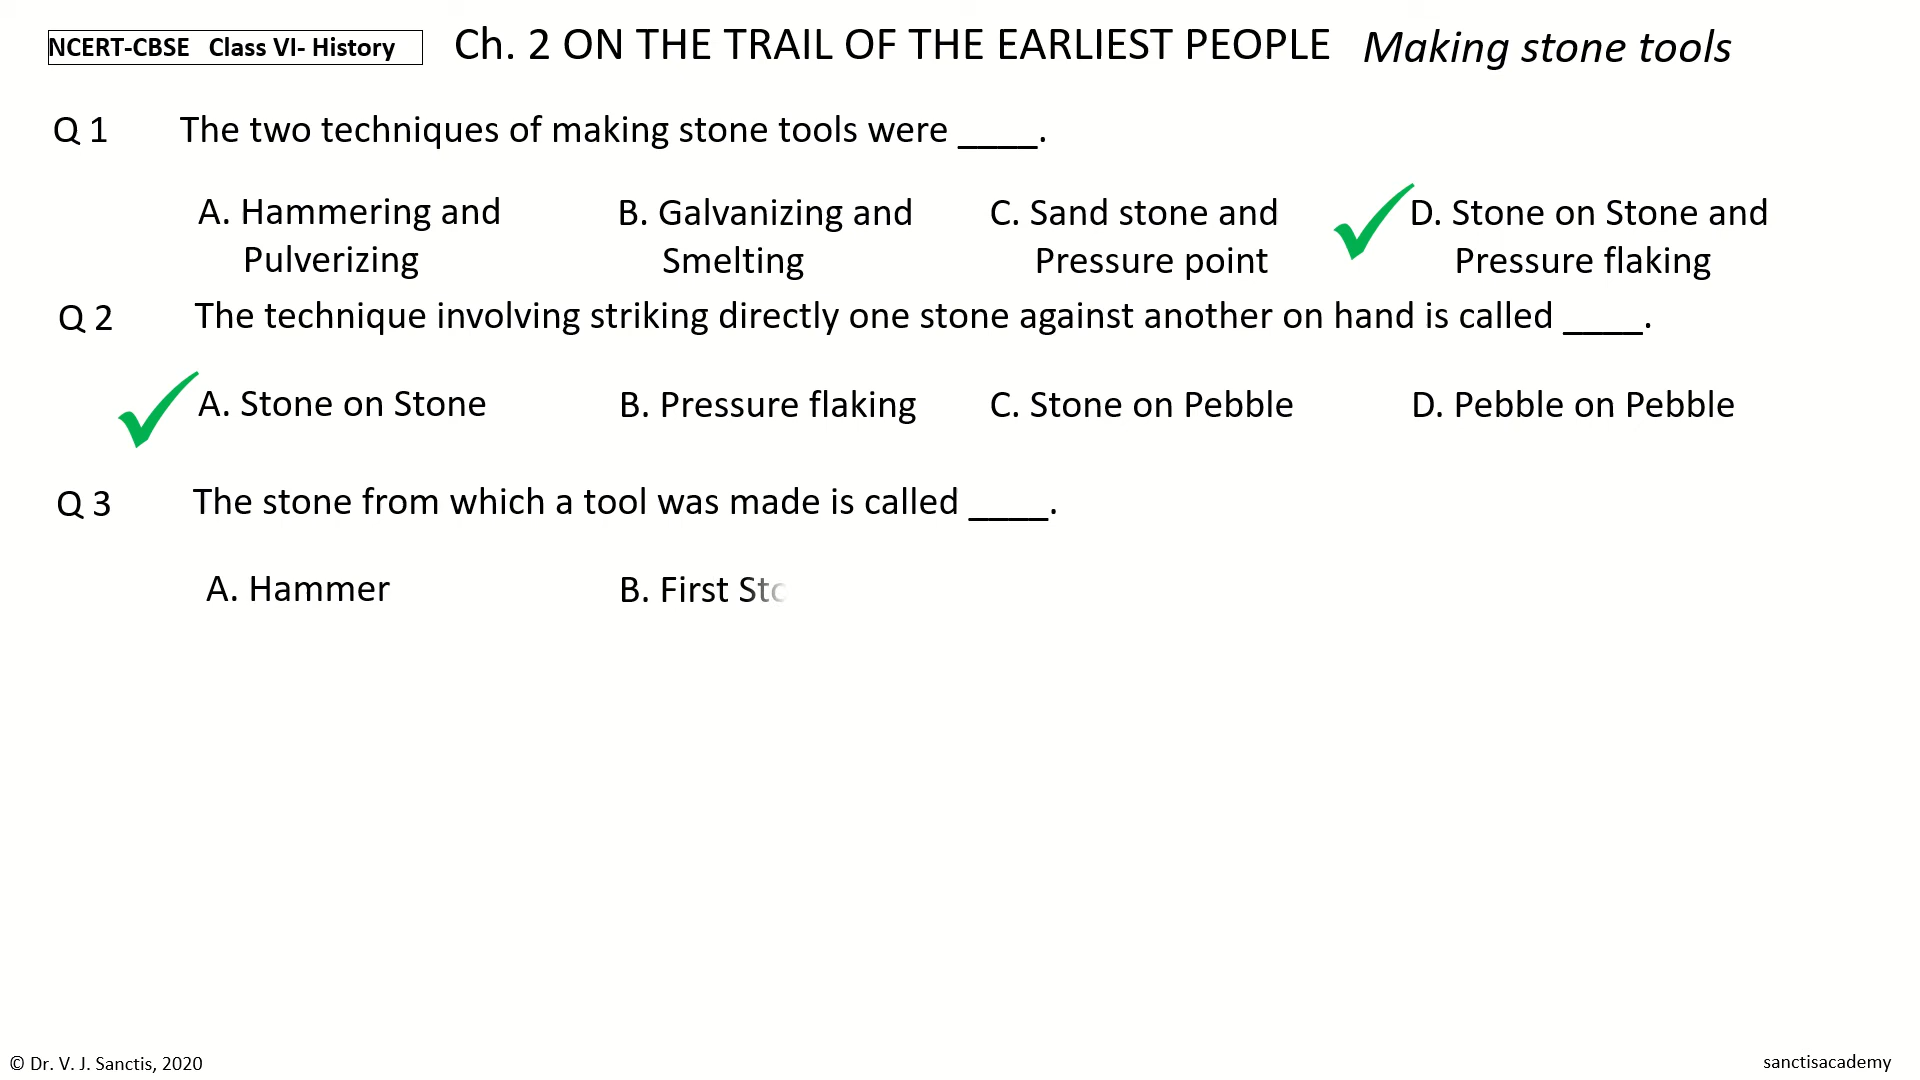 NCERT-CBSE Class VI- History Ch. 2 ON THE TRAIL OF THE EARLIEST PEOPLE Making stone tools
Q 1 The two techniques of making stone tools were ____.
A. Hammering and B. Galvanizing and C. Sand stone and D. Stone on Stone and
Pulverizing Smelting Pressure point Pressure flaking
Q 2 The technique involving striking directly one stone against another on hand is called ____.
A. Stone on Stone B. Pressure flaking C. Stone on Pebble D. Pebble on Pebble
Q 3 The stone from which a tool was made is called ____.
A. Hammer B. First
© Dr. V. J. Sanctis, 2020 sanctisacademy